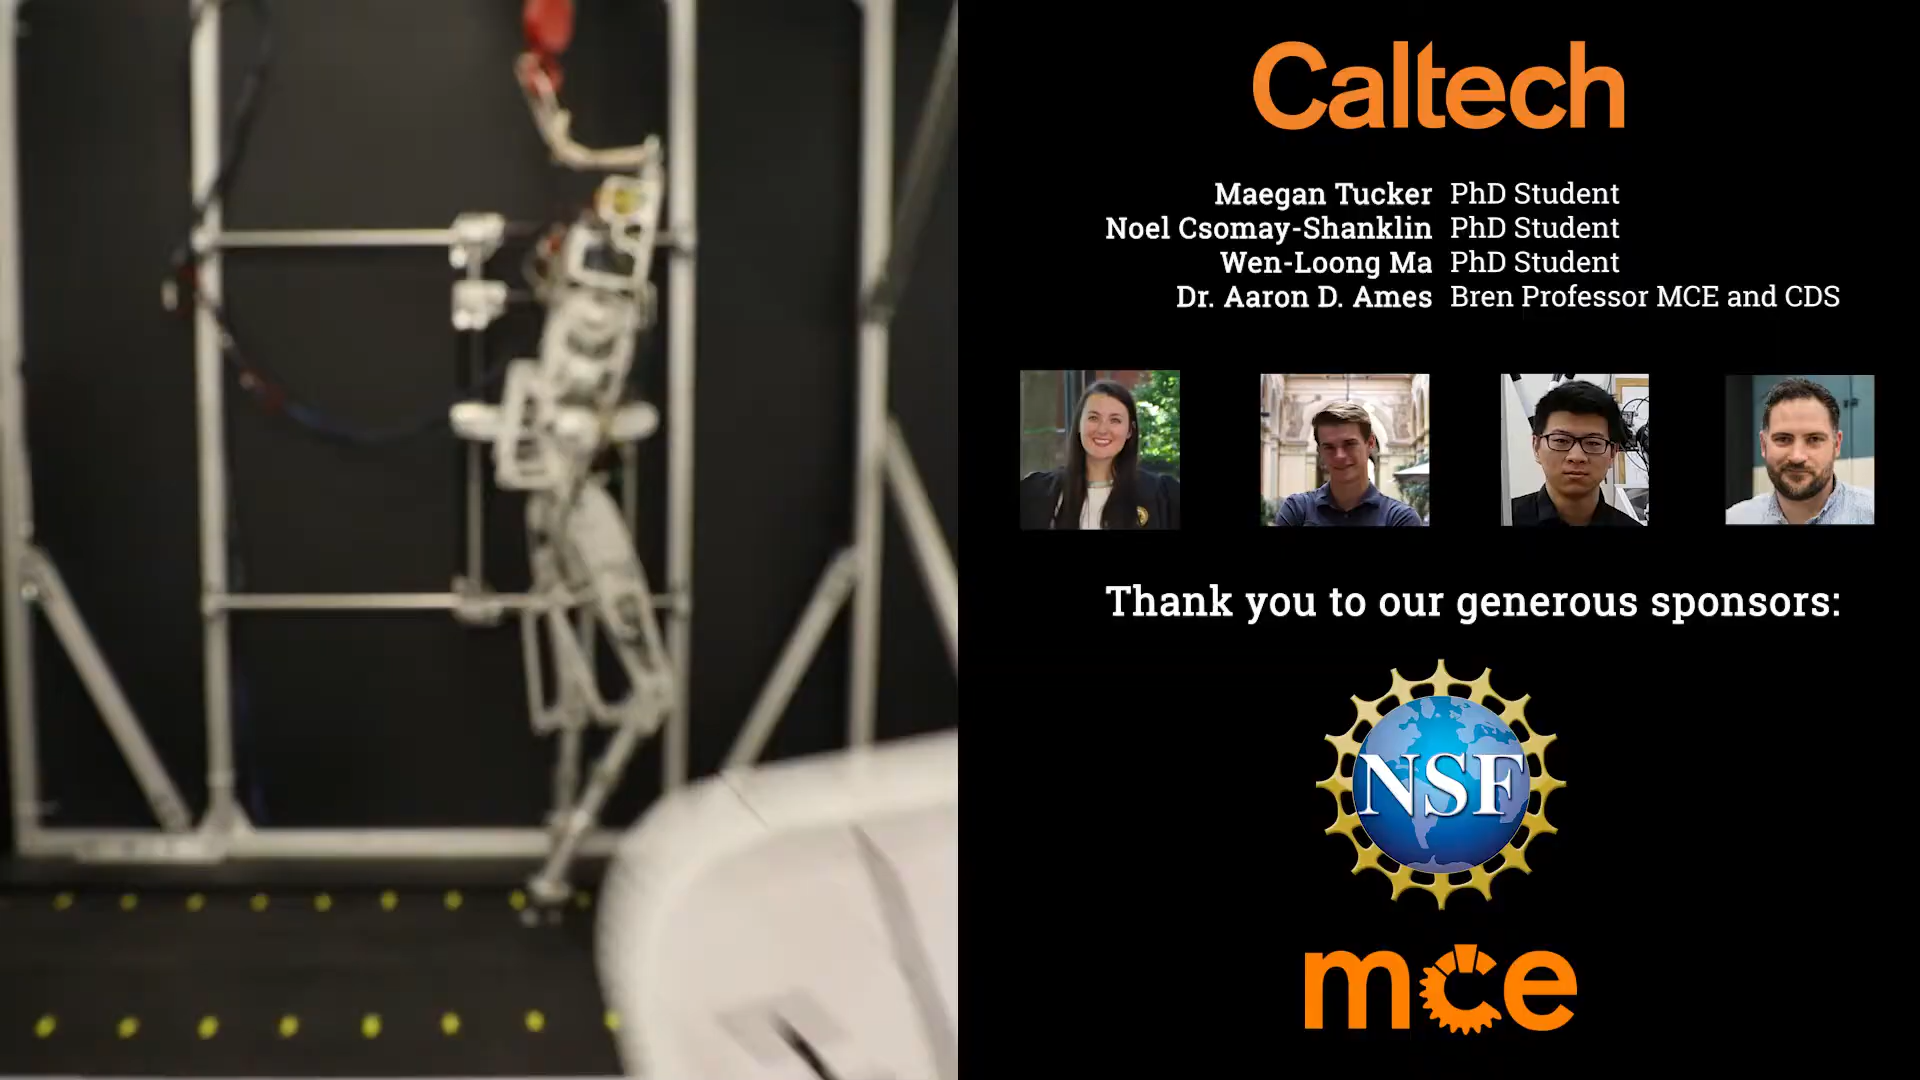 Caltech
Maegan Tucker PhD Student
Noel Csomay-Shanklin PhD Student
Wen-Loong Ma PhD Student
Dr. Aaron D. Ames Bren Professor MCE and CDS
Thank you to our generous sponsors:
NSF
mce